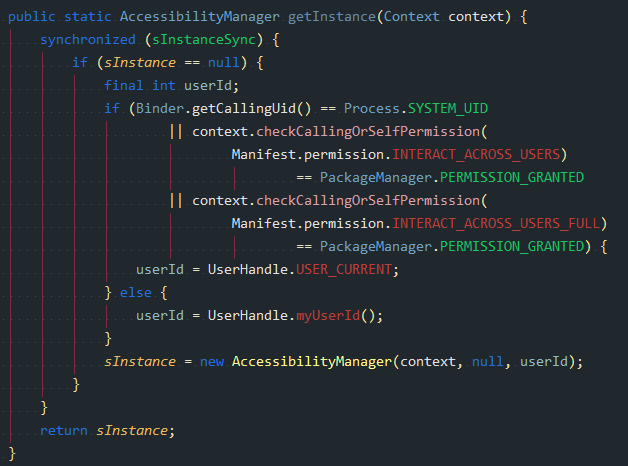 public static AccessibilityManager getInstance(Context context) {
    synchronized (sInstanceSync) {
        if (sInstance == null) {
            final int userId;
            if (Binder.getCallingUid() == Process.SYSTEM_UID
                    || context.checkCallingOrSelfPermission(
                            Manifest.permission.INTERACT_ACROSS_USERS)
                                    == PackageManager.PERMISSION_GRANTED
                    || context.checkCallingOrSelfPermission(
                            Manifest.permission.INTERACT_ACROSS_USERS_FULL)
                                    == PackageManager.PERMISSION_GRANTED) {
                userId = UserHandle.USER_CURRENT;
            } else {
                userId = UserHandle.myUserId();
            }
            sInstance = new AccessibilityManager(context, null, userId);
        }
    }
    return sInstance;
}